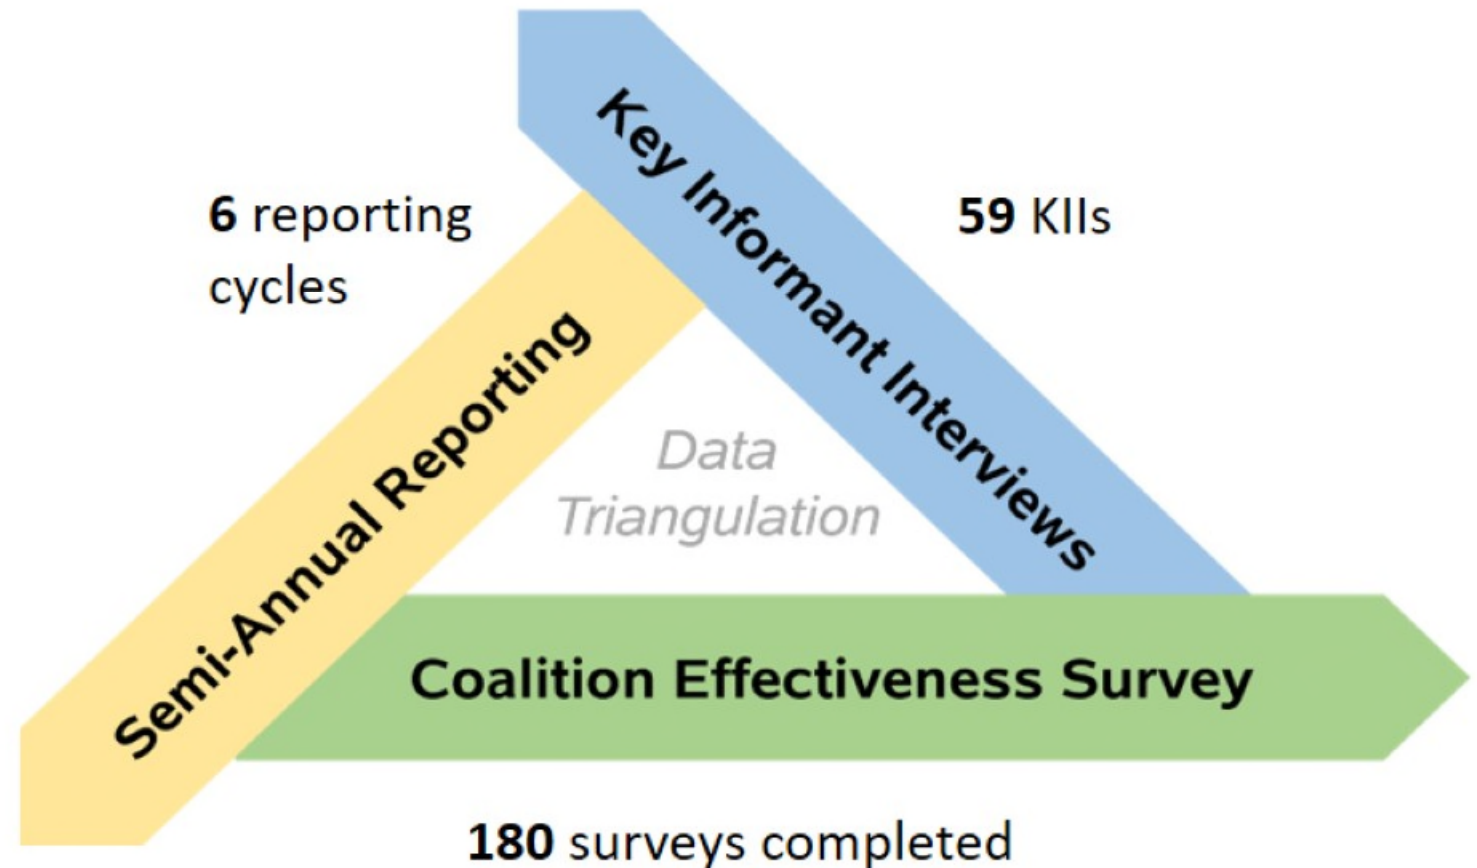 Key Informant Interviews
6 reporting
cycles
59 KIIs
Semi-Annual Reporting
Data
Triangulation
Coalition Effectiveness Survey
180 surveys completed